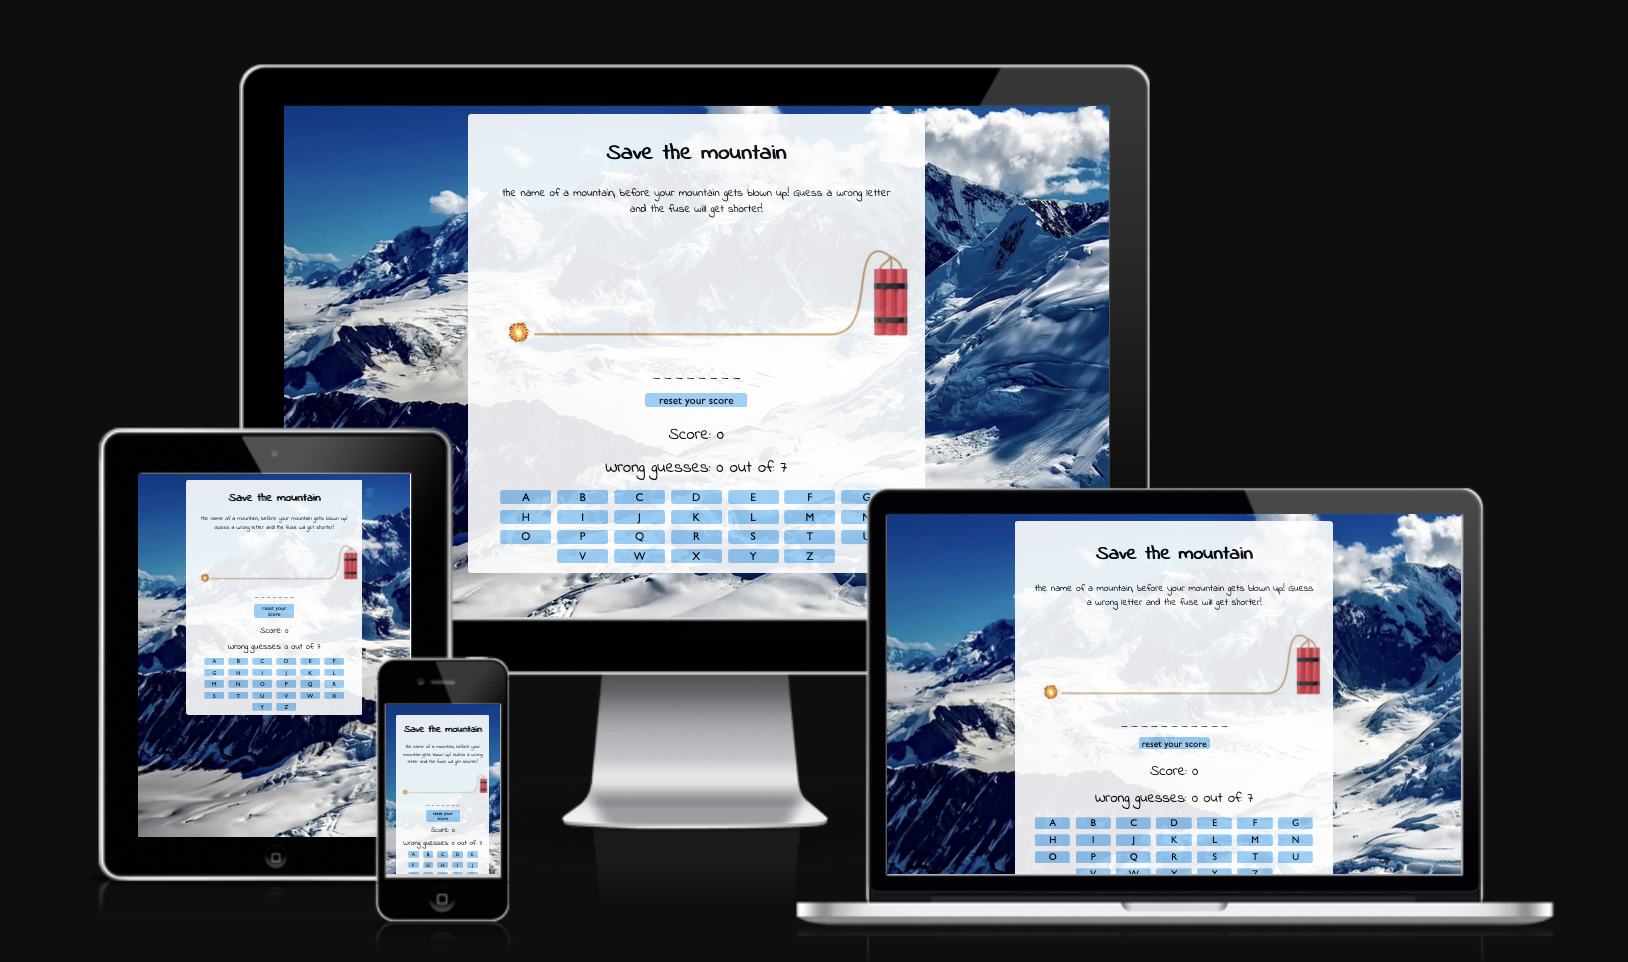 Save the mountain
the name of a mountain, before your mountain gets blown up! Guess a wrong letter
and the fuse will get shorter!
_ _ _ _ _ _ _ _
reset your score
Score: 0
Wrong guesses: 0 out of 7
A B C D E F G
H I J K L M N
O P Q R S T U
V W X Y Z
Save the mountain
the name of a mountain, before your mountain gets blown up!
Guess a wrong letter and the fuse will get shorter!
reset your
score
Score: 0
Wrong guesses: 0 out of 7
A B C D E F
G H I J K L
M N O P Q R
S T U V W X
Y Z
Save the mountain
the name of a mountain, before your
mountain gets blown up! Guess a wrong
letter and the fuse will get shorter!
reset your
score
Score: 0
Wrong guesses: 0 out of 7
A B C D E
F G H I J
Save the mountain
the name of a mountain, before your mountain gets blown up! Guess
a wrong letter and the fuse will get shorter!
reset your score
Score: 0
Wrong guesses: 0 out of 7
A B C D E F G
H I J K L M N
O P Q R S T U
V W X Y Z